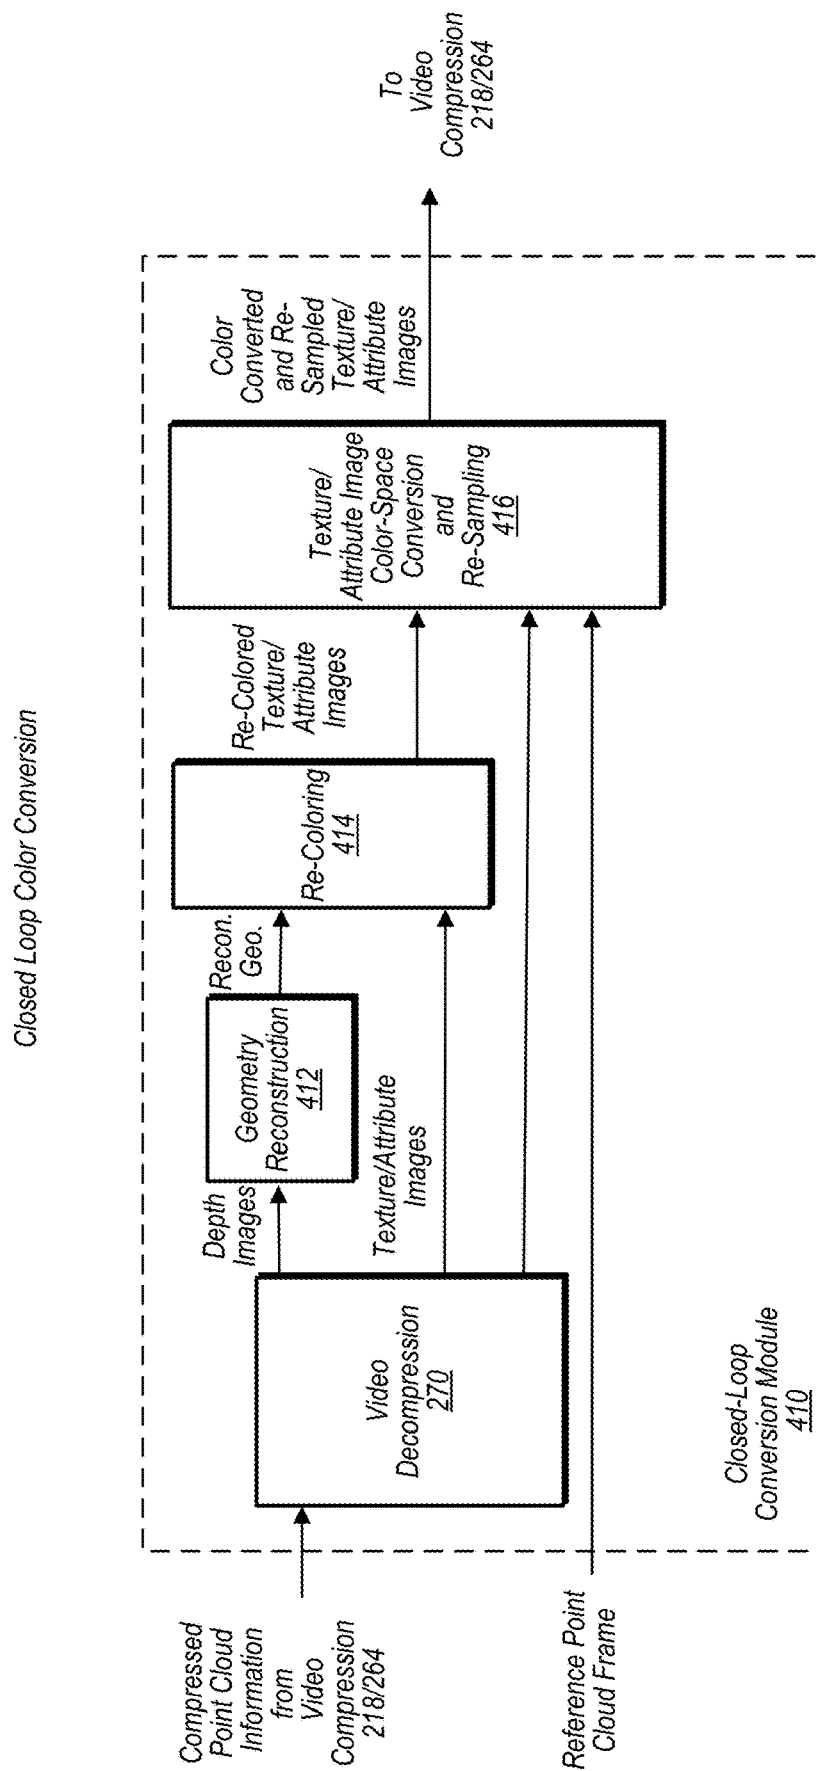 Closed Loop Color Conversion
Compressed
Point Cloud
Information
from
Video
Compression
218/264
Reference Point
Cloud Frame
Video
Decompression
270
Depth
Images
Geometry
Reconstruction
412
Recon.
Geo.
Texture/Attribute
Images
Re-Coloring
414
Re-Colored
Texture/
Attribute
Images
Texture/
Attribute Image
Color-Space
Conversion
and
Re-Sampling
416
Color
Converted
and Re-
Sampled
Texture/
Attribute
Images
To
Video
Compression
218/264
Closed-Loop
Conversion Module
410